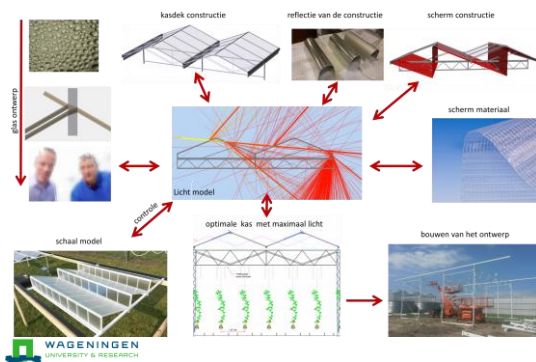 kasdek constructie
reflectie van de constructie
scherm constructie
glas ontwerp
scherm materiaal
Licht model
controle
optimale kas met maximaal licht
schaal model
bouwen van het ontwerp
WAGENINGEN
UNIVERSITY & RESEARCH